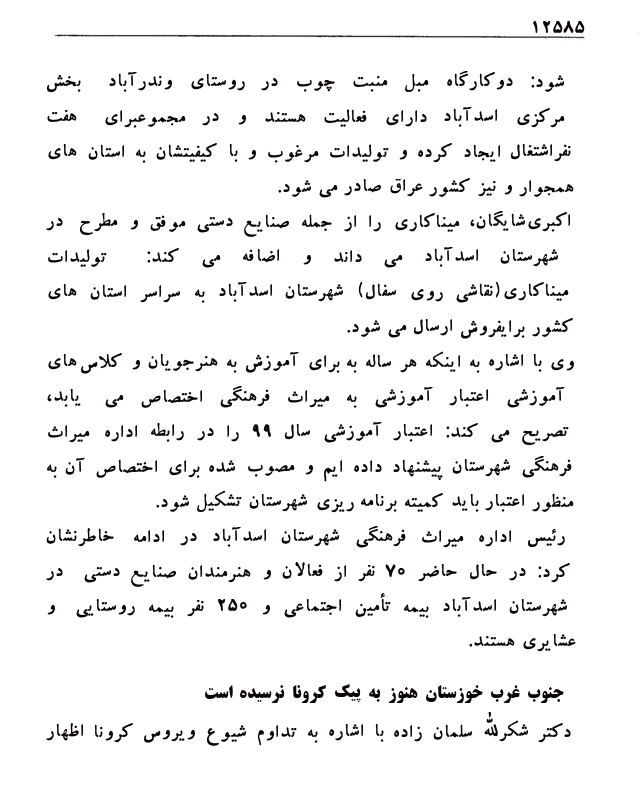 ۱۲۵۸۵
شود: دوکارگاه مبل منبت چوب در روستای وندرآباد بخش
مرکزی اسدآباد دارای فعالیت هستند و در مجموعبرای هفت
نفراشتغال ایجاد کرده و تولیدات مرغوب و با کیفیتشان به استان های
همجوار و نیز کشور عراق صادر می شود.
اکبری‌شایگان، میناکاری را از جمله صنایع دستی موفق و مطرح در
شهرستان اسدآباد می داند و اضافه می کند: تولیدات
میناکاری(نقاشی روی سفال) شهرستان اسدآباد به سراسر استان های
کشور برایفروش ارسال می شود.
وی با اشاره به اینکه هر ساله به برای آموزش به هنرجویان و کلاس‌های
آموزشی اعتبار آموزشی به میراث فرهنگی اختصاص می یابد،
تصریح می کند: اعتبار آموزشی سال ۹۹ را در رابطه اداره میراث
فرهنگی شهرستان پیشنهاد داده ایم و مصوب شده برای اختصاص آن به
منظور اعتبار باید کمیته برنامه ریزی شهرستان تشکیل شود.
رئیس اداره میراث فرهنگی شهرستان اسدآباد در ادامه خاطرنشان
کرد: در حال حاضر ۷۰ نفر از فعالان و هنرمندان صنایع دستی در
شهرستان اسدآباد بیمه تأمین اجتماعی و ۲۵۰ نفر بیمه روستایی و
عشایری هستند.
جنوب غرب خوزستان هنوز به پیک کرونا نرسیده است
دکتر شکرلله سلمان زاده با اشاره به تداوم شیوع ویروس کرونا اظهار